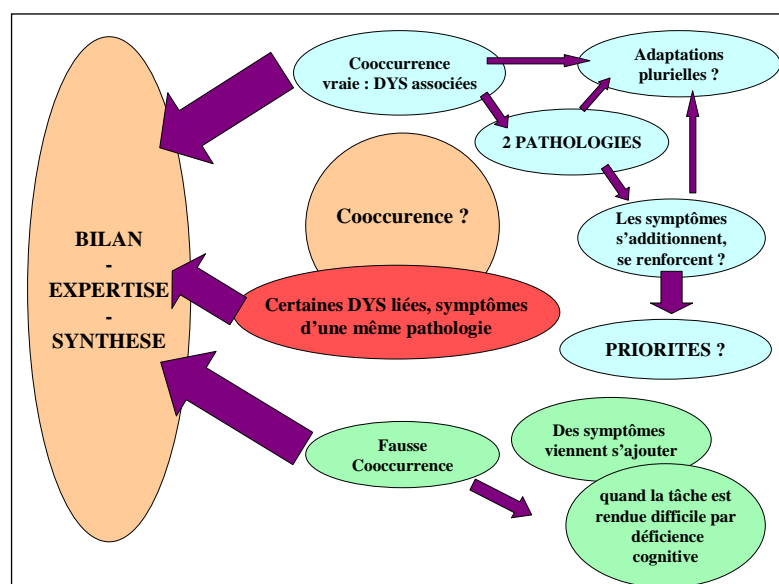 Cooccurrence
vraie : DYS associées
Adaptations
plurielles ?
2 PATHOLOGIES
Cooccurence ?
Les symptômes
s'additionnent,
se renforcent ?
BILAN
-
EXPERTISE
-
SYNTHESE
Certaines DYS liées, symptômes
d'une même pathologie
PRIORITES ?
Fausse
Cooccurrence
Des symptômes
viennent s'ajouter
quand la tâche est
rendue difficile par
déficience
cognitive